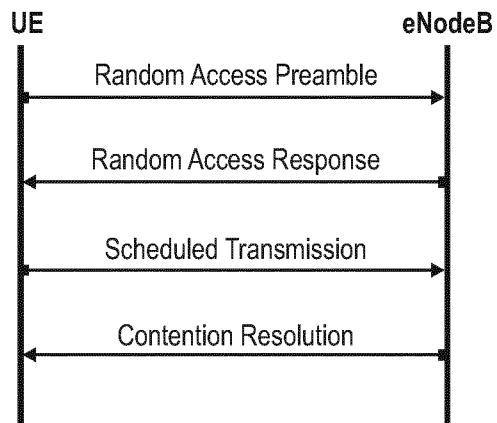 UE
eNodeB
Random Access Preamble
Random Access Response
Scheduled Transmission
Contention Resolution